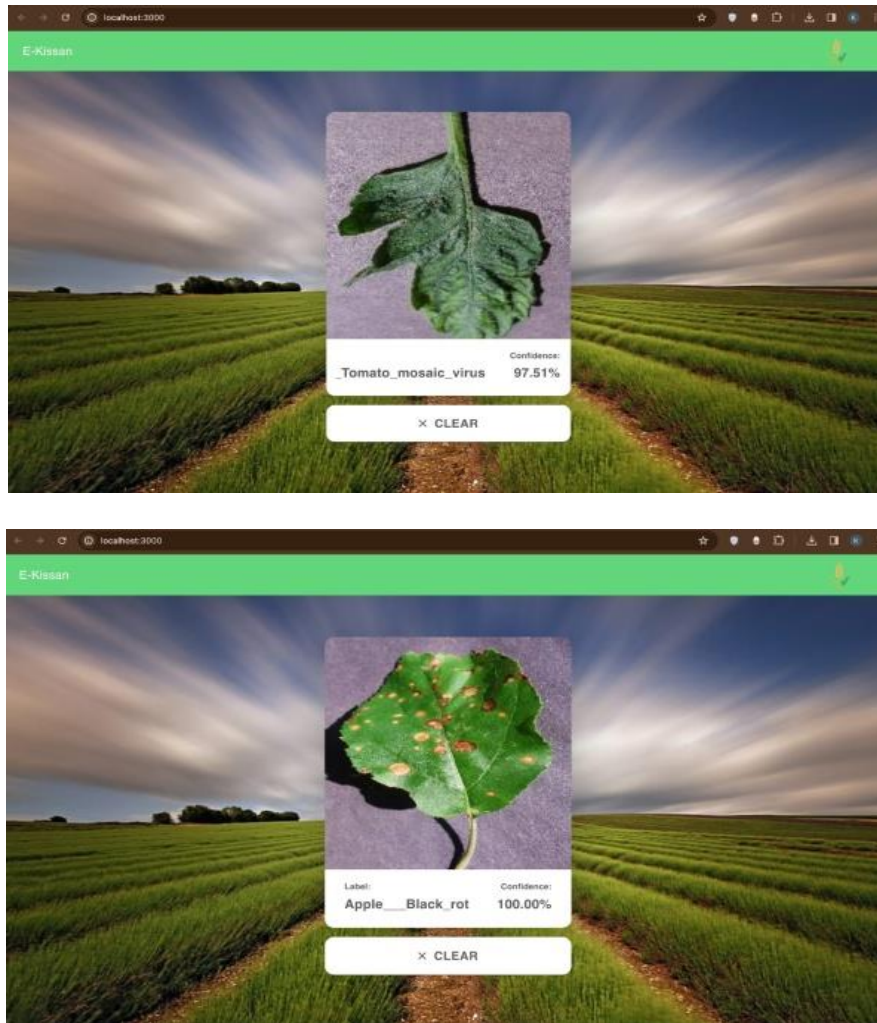 localhost:3000
E-Kissan
Confidence:
_Tomato_mosaic_virus 97.51%
× CLEAR
localhost:3000
E-Kissan
Label: Confidence:
Apple___Black_rot 100.00%
× CLEAR